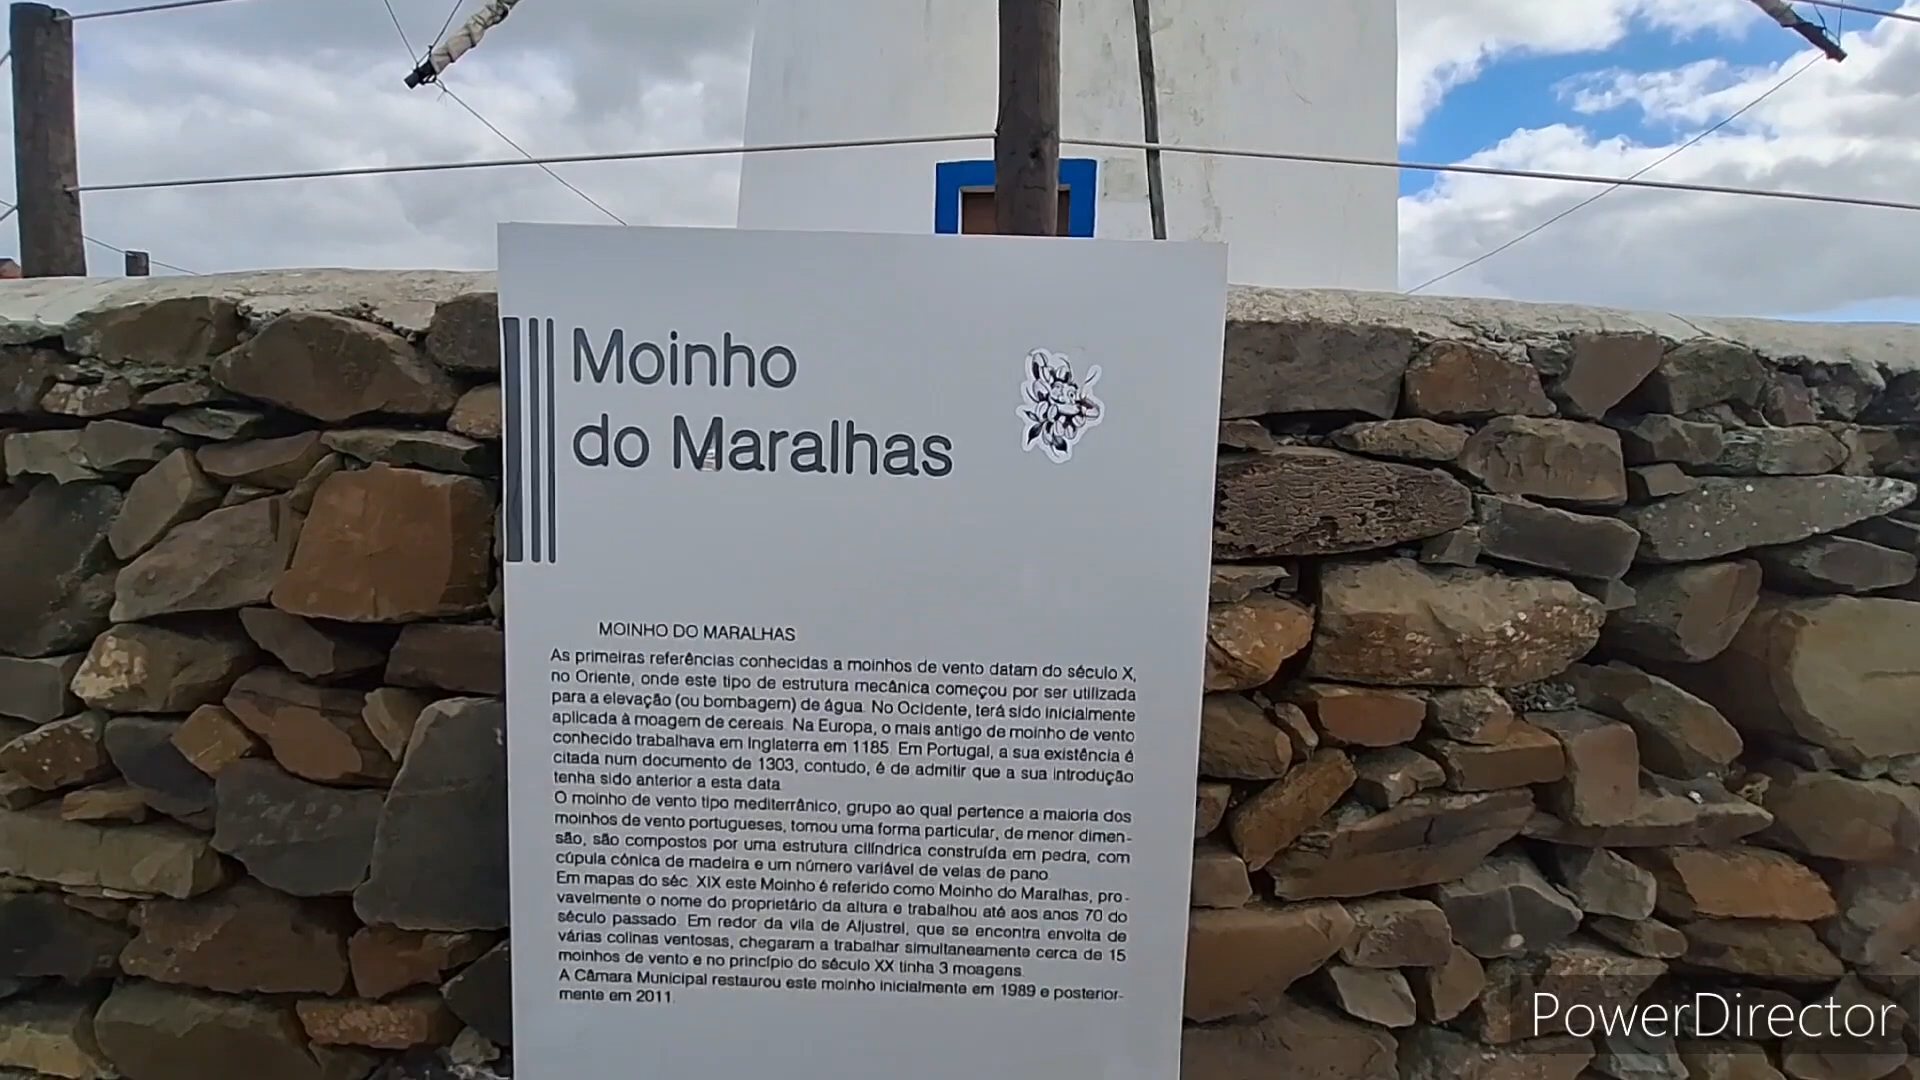 Moinho
do Maralhas
MOINHO DO MARALHAS
As primeiras referências conhecidas a moinhos de vento datam do século X,
no Oriente, onde este tipo de estrutura mecânica começou por ser utilizada
para a elevação (ou bombagem) de água. No Ocidente, terá sido inicialmente
aplicada à moagem de cereais. Na Europa, o mais antigo de moinho de vento
conhecido trabalhava em Inglaterra em 1185. Em Portugal, a sua existência é
citada num documento de 1303, contudo, é de admitir que a sua introdução
tenha sido anterior a esta data.
O moinho de vento tipo mediterrânico, grupo ao qual pertence a maioria dos
moinhos de vento portugueses, tomou uma forma particular, de menor dimen-
são, são compostos por uma estrutura cilíndrica construída em pedra, com
cúpula cónica de madeira e um número variável de velas de pano.
Em mapas do séc. XIX este Moinho é referido como Moinho do Maralhas, pro-
vavelmente o nome do proprietário da altura e trabalhou até aos anos 70 do
século passado. Em redor da vila de Aljustrel, que se encontra envolta de
várias colinas ventosas, chegaram a trabalhar simultaneamente cerca de 15
moinhos de vento e no princípio do século XX tinha 3 moagens.
A Câmara Municipal restaurou este moinho inicialmente em 1989 e posterior-
mente em 2011.
PowerDirector